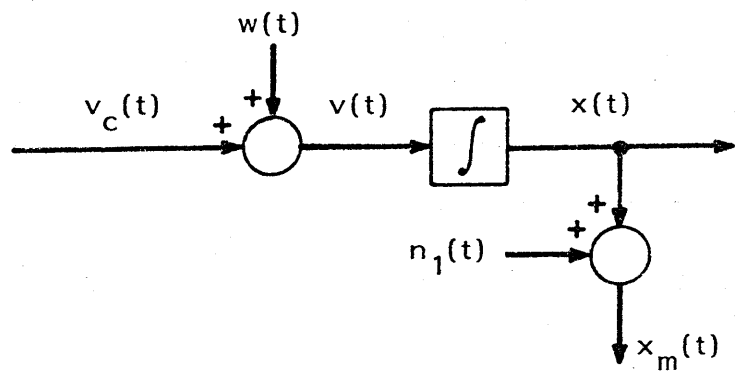 w(t)
+
v_c(t)
+
v(t)
∫
x(t)
+
+
n_1(t)
x_m(t)